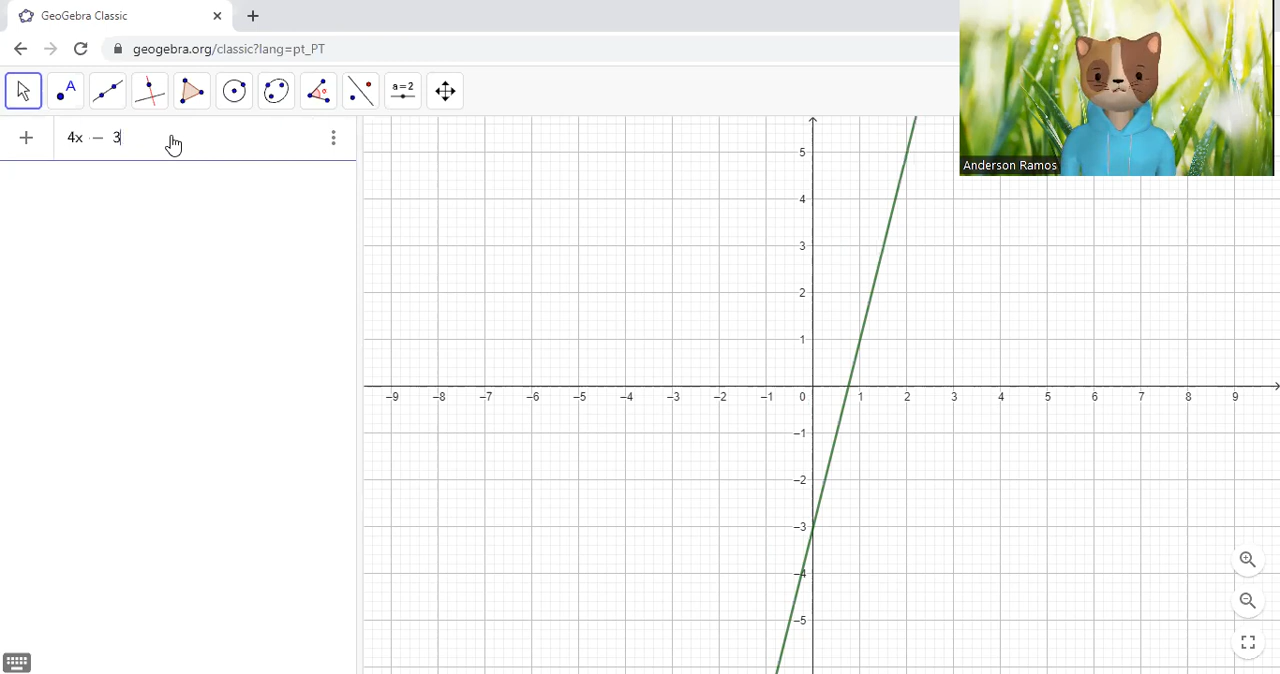 GeoGebra Classic
geogebra.org/classic?lang=pt_PT
A
a=2
4x − 3
Anderson Ramos
5
4
3
2
1
0
−1
−2
−3
−4
−5
−9 −8 −7 −6 −5 −4 −3 −2 −1 1 2 3 4 5 6 7 8 9